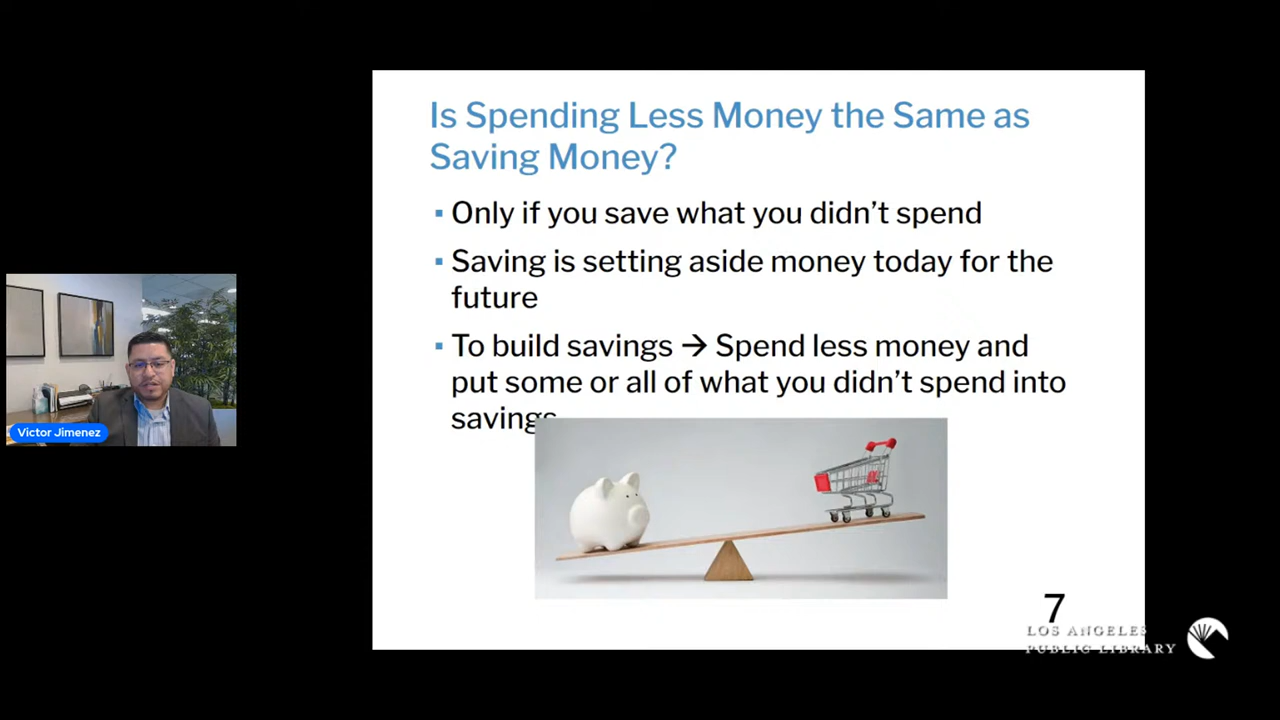 Is Spending Less Money the Same as
Saving Money?
▪ Only if you save what you didn’t spend
▪ Saving is setting aside money today for the
future
▪ To build savings → Spend less money and
put some or all of what you didn’t spend into
savings
Victor Jimenez
7
LOS ANGELES
PUBLIC LIBRARY